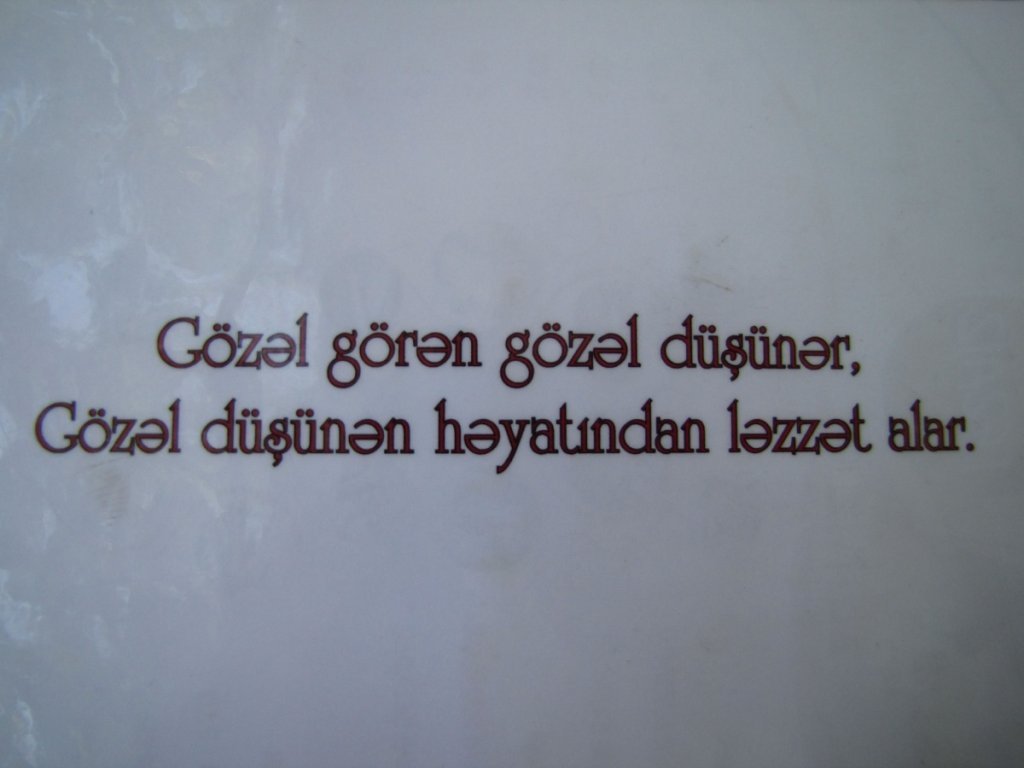 Gözəl görən gözəl düşünər,
Gözəl düşünən həyatından ləzzət alar.